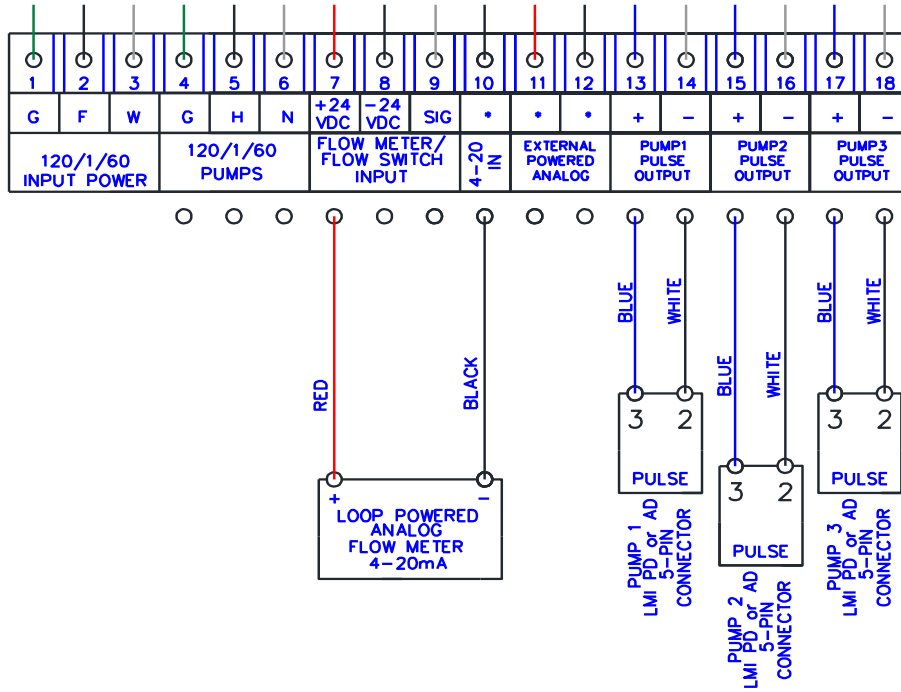 1 2 3 4 5 6 7 8 9 10 11 12 13 14 15 16 17 18
G F W G H N +24 VDC -24 VDC SIG * * * + - + - + -
120/1/60
INPUT POWER
120/1/60
PUMPS
FLOW METER/
FLOW SWITCH
INPUT
4-20
IN
EXTERNAL
POWERED
ANALOG
PUMP1
PULSE
OUTPUT
PUMP2
PULSE
OUTPUT
PUMP3
PULSE
OUTPUT
RED
BLACK
BLUE
WHITE
BLUE
WHITE
BLUE
WHITE
+ -
LOOP POWERED
ANALOG
FLOW METER
4-20mA
3 2
PULSE
PUMP 1
LMI PD or AD
5-PIN
CONNECTOR
3 2
PULSE
PUMP 2
LMI PD or AD
5-PIN
CONNECTOR
3 2
PULSE
PUMP 3
LMI PD or AD
5-PIN
CONNECTOR